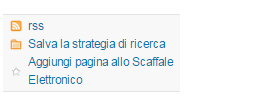 rss
Salva la strategia di ricerca
Aggiungi pagina allo Scaffale
Elettronico